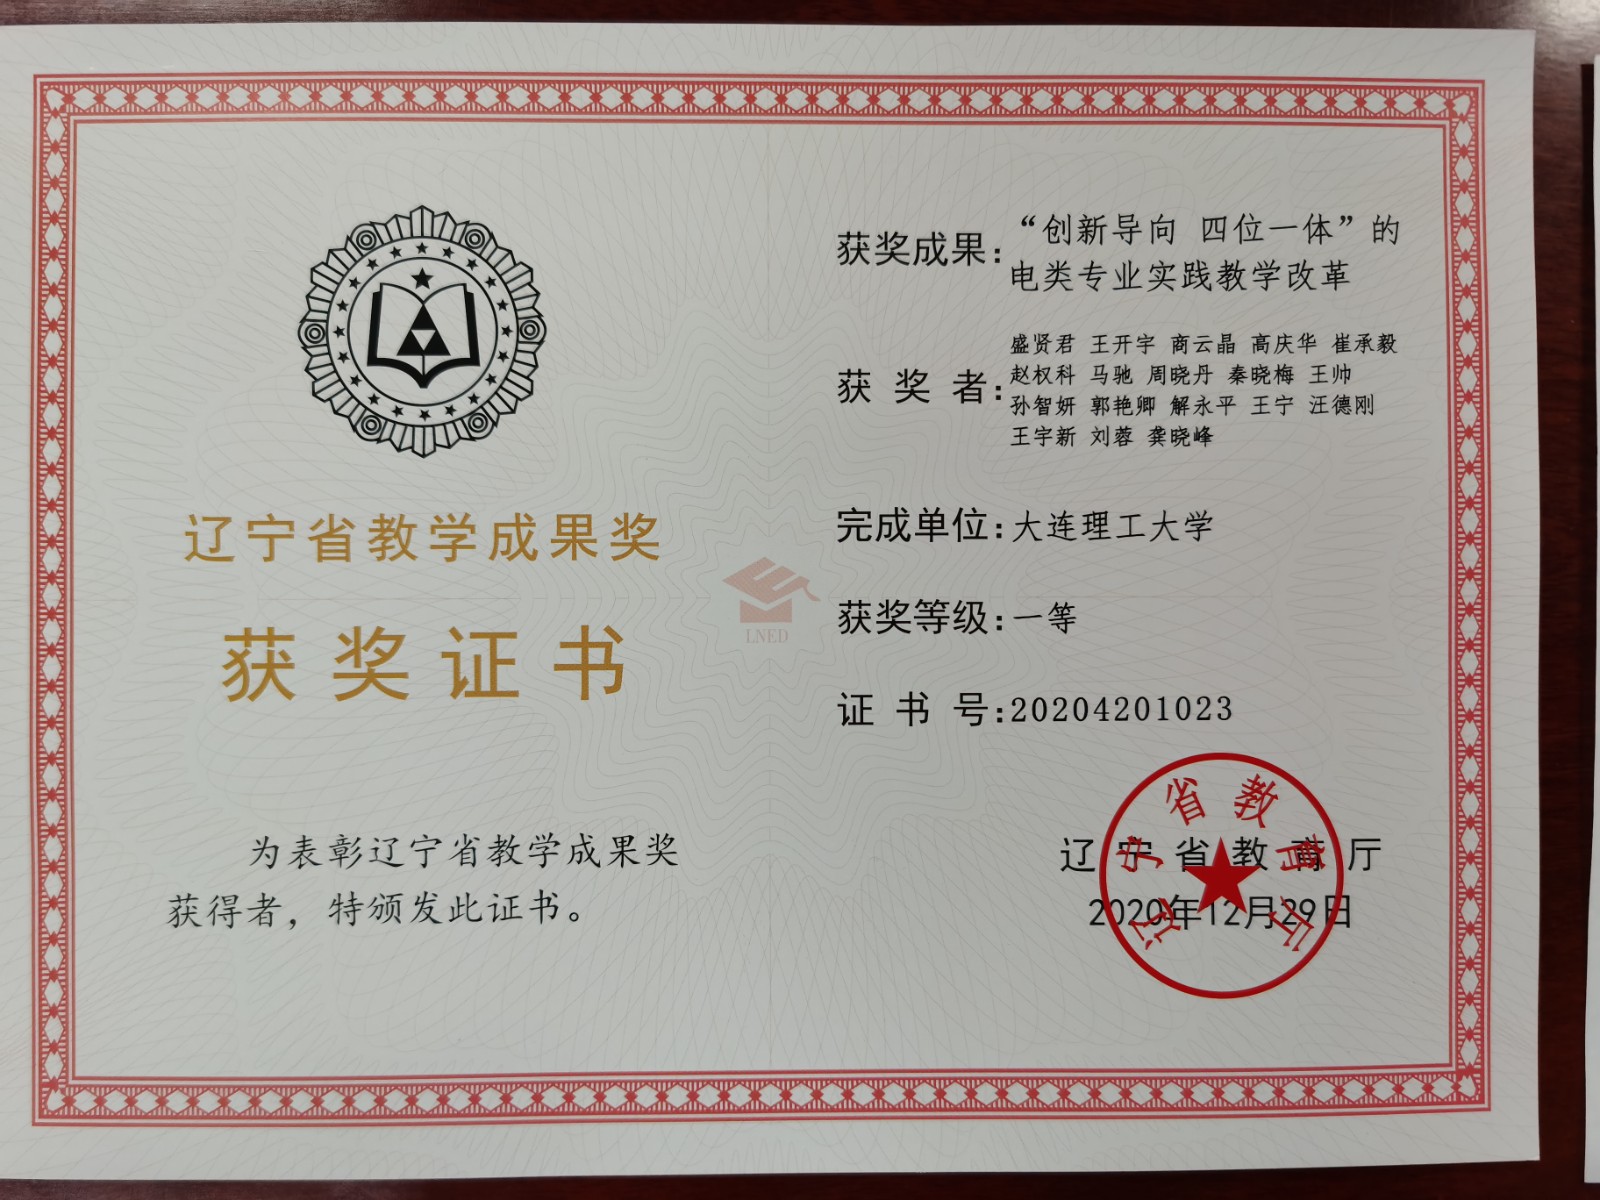 辽宁省教学成果奖
获奖证书
为表彰辽宁省教学成果奖
获得者，特颁发此证书。
LNED
获奖成果：“创新导向 四位一体”的
电类专业实践教学改革
获奖者：盛贤君 王开宇 商云晶 高庆华 崔承毅
赵权科 马驰 周晓丹 秦晓梅 王帅
孙智妍 郭艳卿 解永平 王宁 汪德刚
王宇新 刘蓉 龚晓峰
完成单位：大连理工大学
获奖等级：一等
证书号：20204201023
辽宁省教育厅
2020年12月29日
辽宁省教育厅